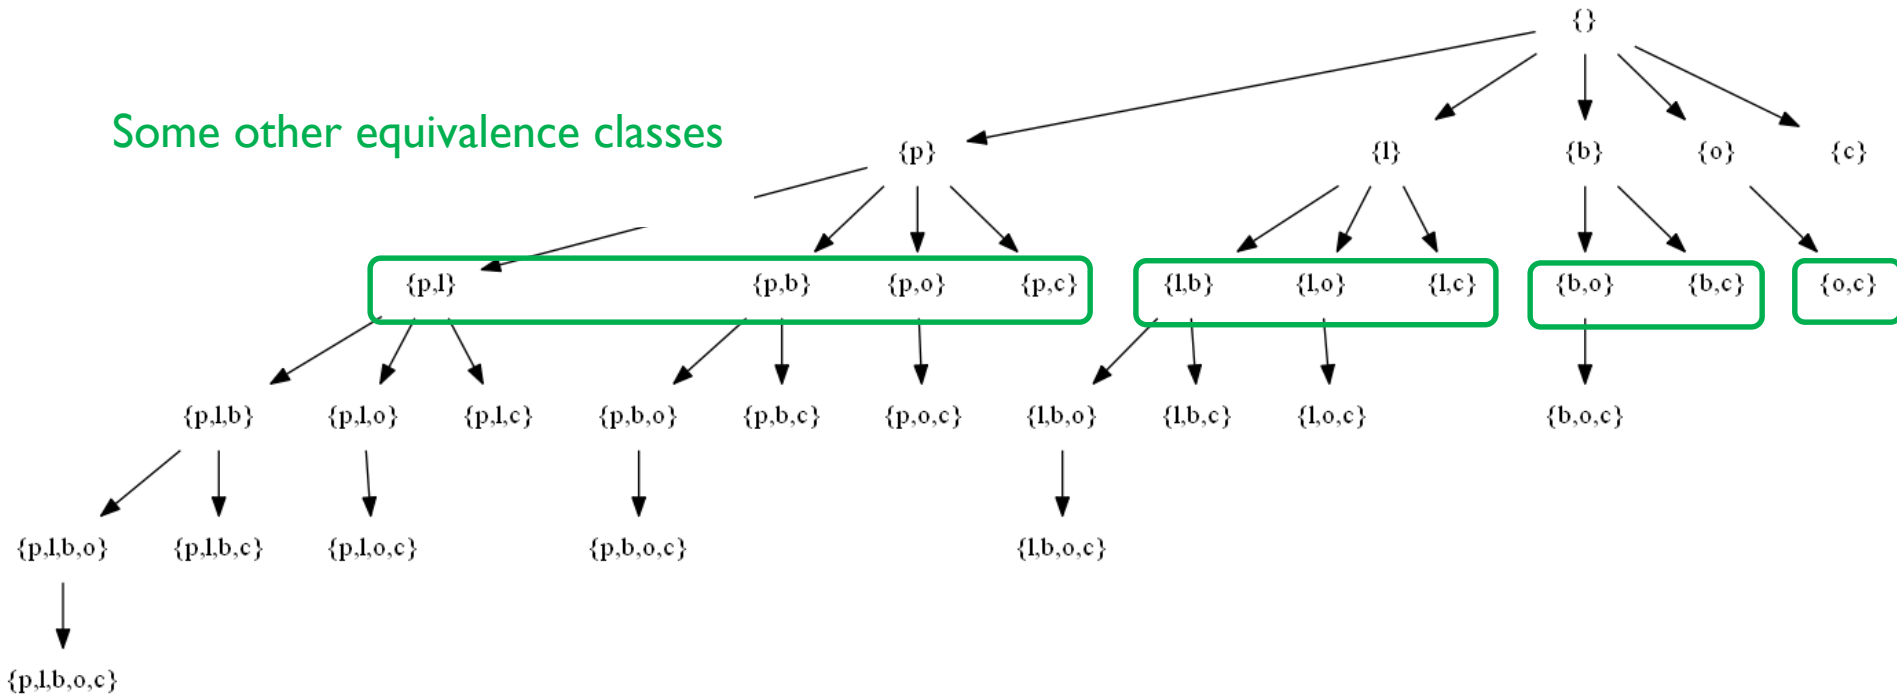 {}
Some other equivalence classes
{p} {l} {b} {o} {c}
{p,l} {p,b} {p,o} {p,c} {l,b} {l,o} {l,c} {b,o} {b,c} {o,c}
{p,l,b} {p,l,o} {p,l,c} {p,b,o} {p,b,c} {p,o,c} {l,b,o} {l,b,c} {l,o,c} {b,o,c}
{p,l,b,o} {p,l,b,c} {p,l,o,c} {p,b,o,c} {l,b,o,c}
{p,l,b,o,c}